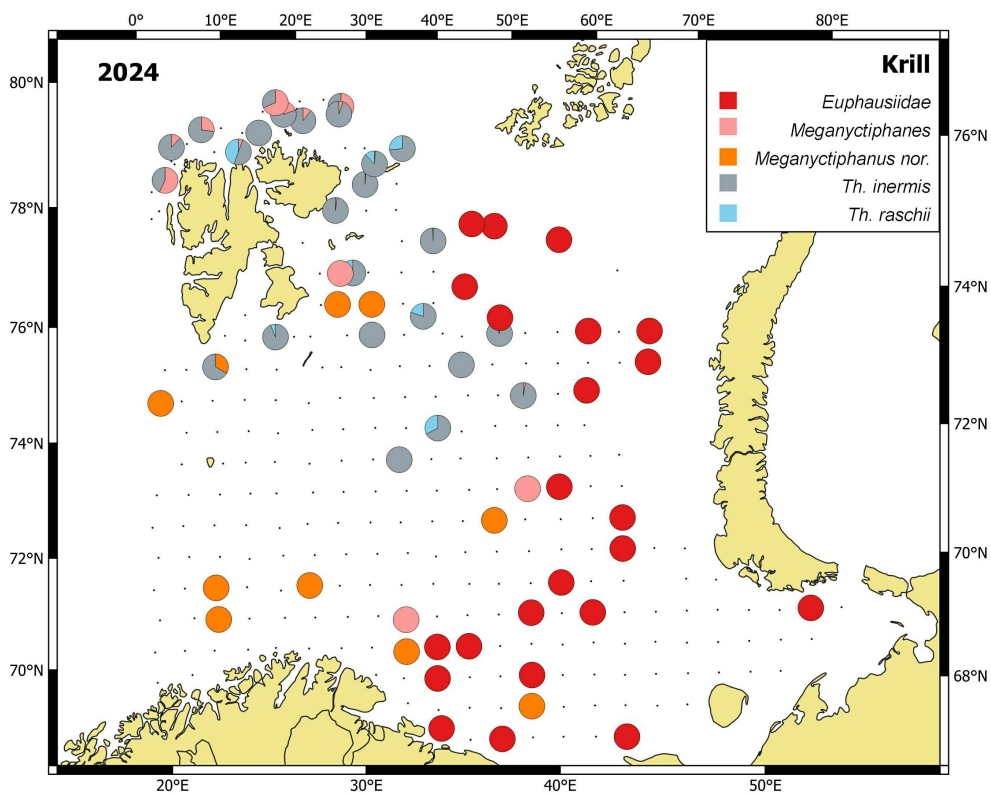 0° 10°E 20°E 30°E 40°E 50°E 60°E 70°E 80°E
2024
Krill
Euphausiidae
Meganyctiphanes
Meganyctiphanus nor.
Th. inermis
Th. raschii
80°N
78°N
76°N
74°N
72°N
70°N
76°N
74°N
72°N
70°N
68°N
20°E 30°E 40°E 50°E